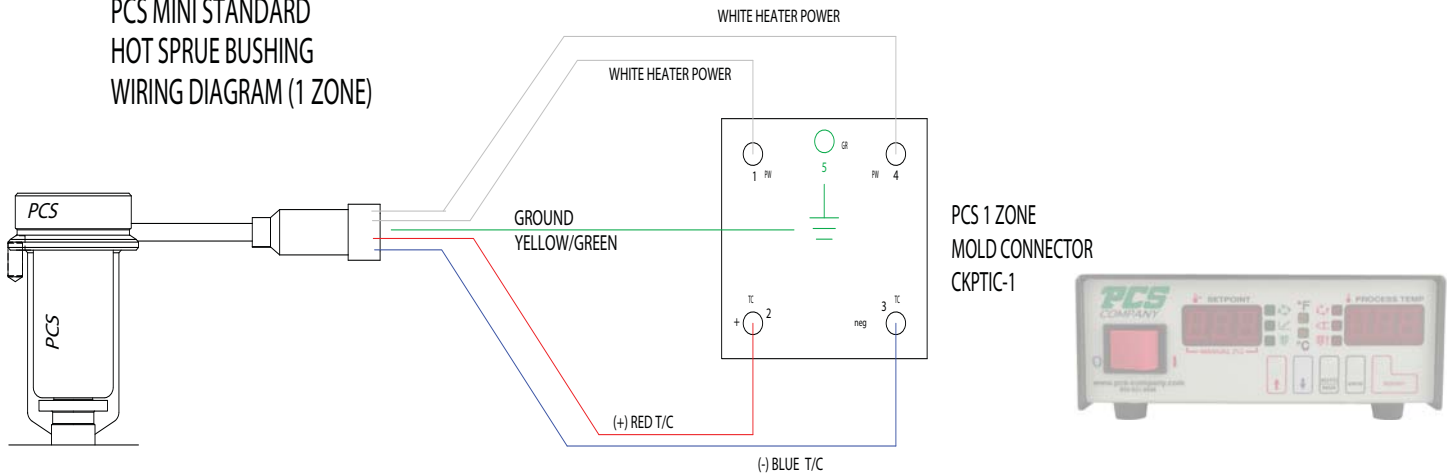 PCS MINI STANDARD
HOT SPRUE BUSHING
WIRING DIAGRAM (1 ZONE)
WHITE HEATER POWER
WHITE HEATER POWER
PCS
PCS
GROUND
YELLOW/GREEN
1 PW
GR
5
PW 4
TC
+ 2
neg 3 TC
(+) RED T/C
(-) BLUE T/C
PCS 1 ZONE
MOLD CONNECTOR
CKPTIC-1
PCS
COMPANY
SETPOINT
°F
°C
PROCESS TEMP
MANUAL (%)
O I
www.pcs-company.com